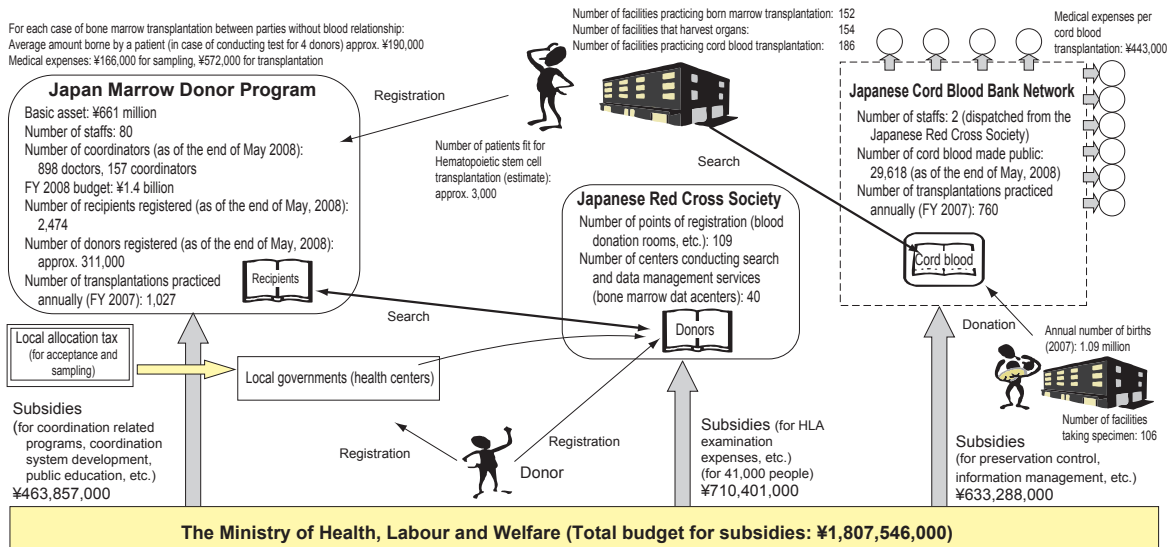 For each case of bone marrow transplantation between parties without blood relationship:
Average amount borne by a patient (in case of conducting test for 4 donors) approx. ¥190,000
Medical expenses: ¥166,000 for sampling, ¥572,000 for transplantation
Japan Marrow Donor Program
Basic asset: ¥661 million
Number of staffs: 80
Number of coordinators (as of the end of May 2008):
898 doctors, 157 coordinators
FY 2008 budget: ¥1.4 billion
Number of recipients registered (as of the end of May, 2008):
2,474
Number of donors registered (as of the end of May, 2008):
approx. 311,000
Number of transplantations practiced
annually (FY 2007): 1,027
Recipients
Registration
Number of facilities practicing born marrow transplantation: 152
Number of facilities that harvest organs: 154
Number of facilities practicing cord blood transplantation: 186
Number of patients fit for
Hematopoietic stem cell
transplantation (estimate):
approx. 3,000
Search
Medical expenses per
cord blood
transplantation: ¥443,000
Japanese Cord Blood Bank Network
Number of staffs: 2 (dispatched from the
Japanese Red Cross Society)
Number of cord blood made public:
29,618 (as of the end of May, 2008)
Number of transplantations practiced
annually (FY 2007): 760
Cord blood
Japanese Red Cross Society
Number of points of registration (blood
donation rooms, etc.): 109
Number of centers conducting search
and data management services
(bone marrow dat acenters): 40
Donors
Search
Donation
Annual number of births
(2007): 1.09 million
Number of facilities
taking specimen: 106
Local allocation tax
(for acceptance and
sampling)
Local governments (health centers)
Subsidies
(for coordination related
programs, coordination
system development,
public education, etc.)
¥463,857,000
Registration
Donor
Registration
Subsidies (for HLA
examination
expenses, etc.)
(for 41,000 people)
¥710,401,000
Subsidies
(for preservation control,
information management, etc.)
¥633,288,000
The Ministry of Health, Labour and Welfare (Total budget for subsidies: ¥1,807,546,000)